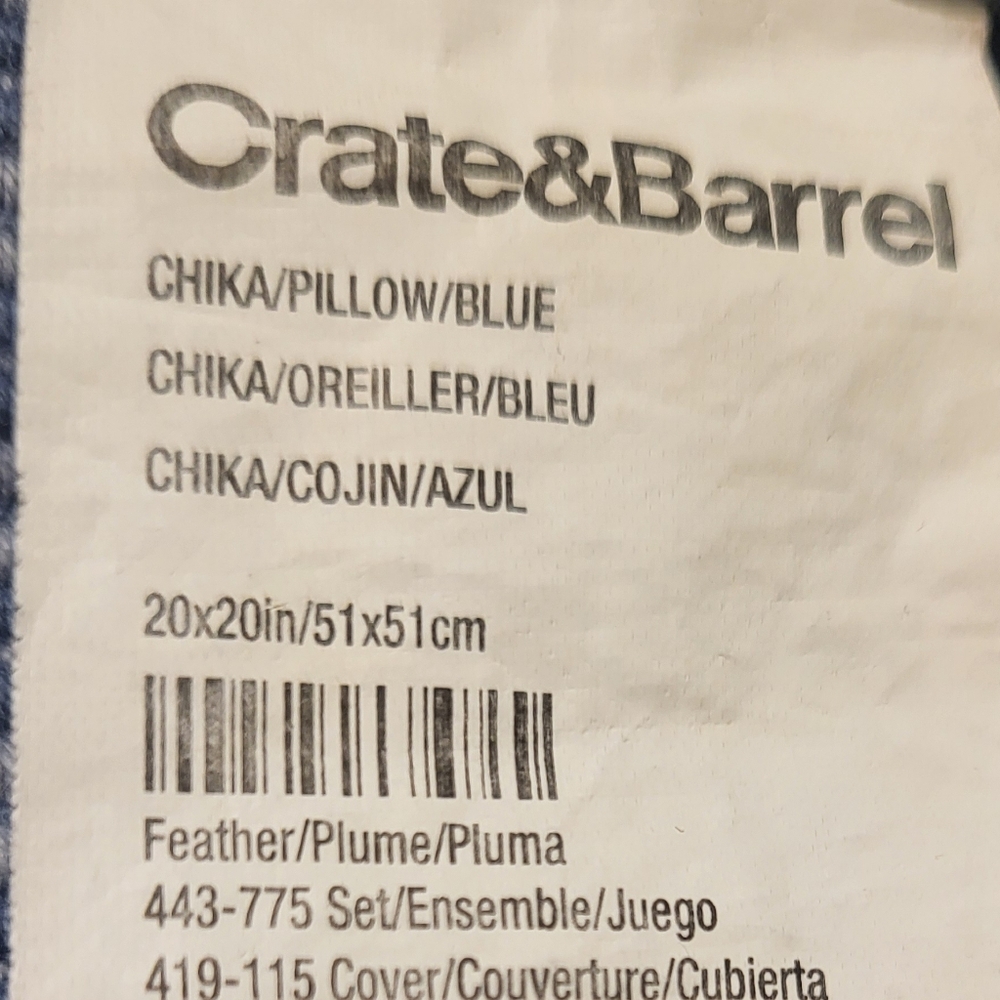 Crate&Barrel
CHIKA/PILLOW/BLUE
CHIKA/OREILLER/BLEU
CHIKA/COJIN/AZUL
20x20in/51x51cm
Feather/Plume/Pluma
443-775 Set/Ensemble/Juego
419-115 Cover/Couverture/Cubierta